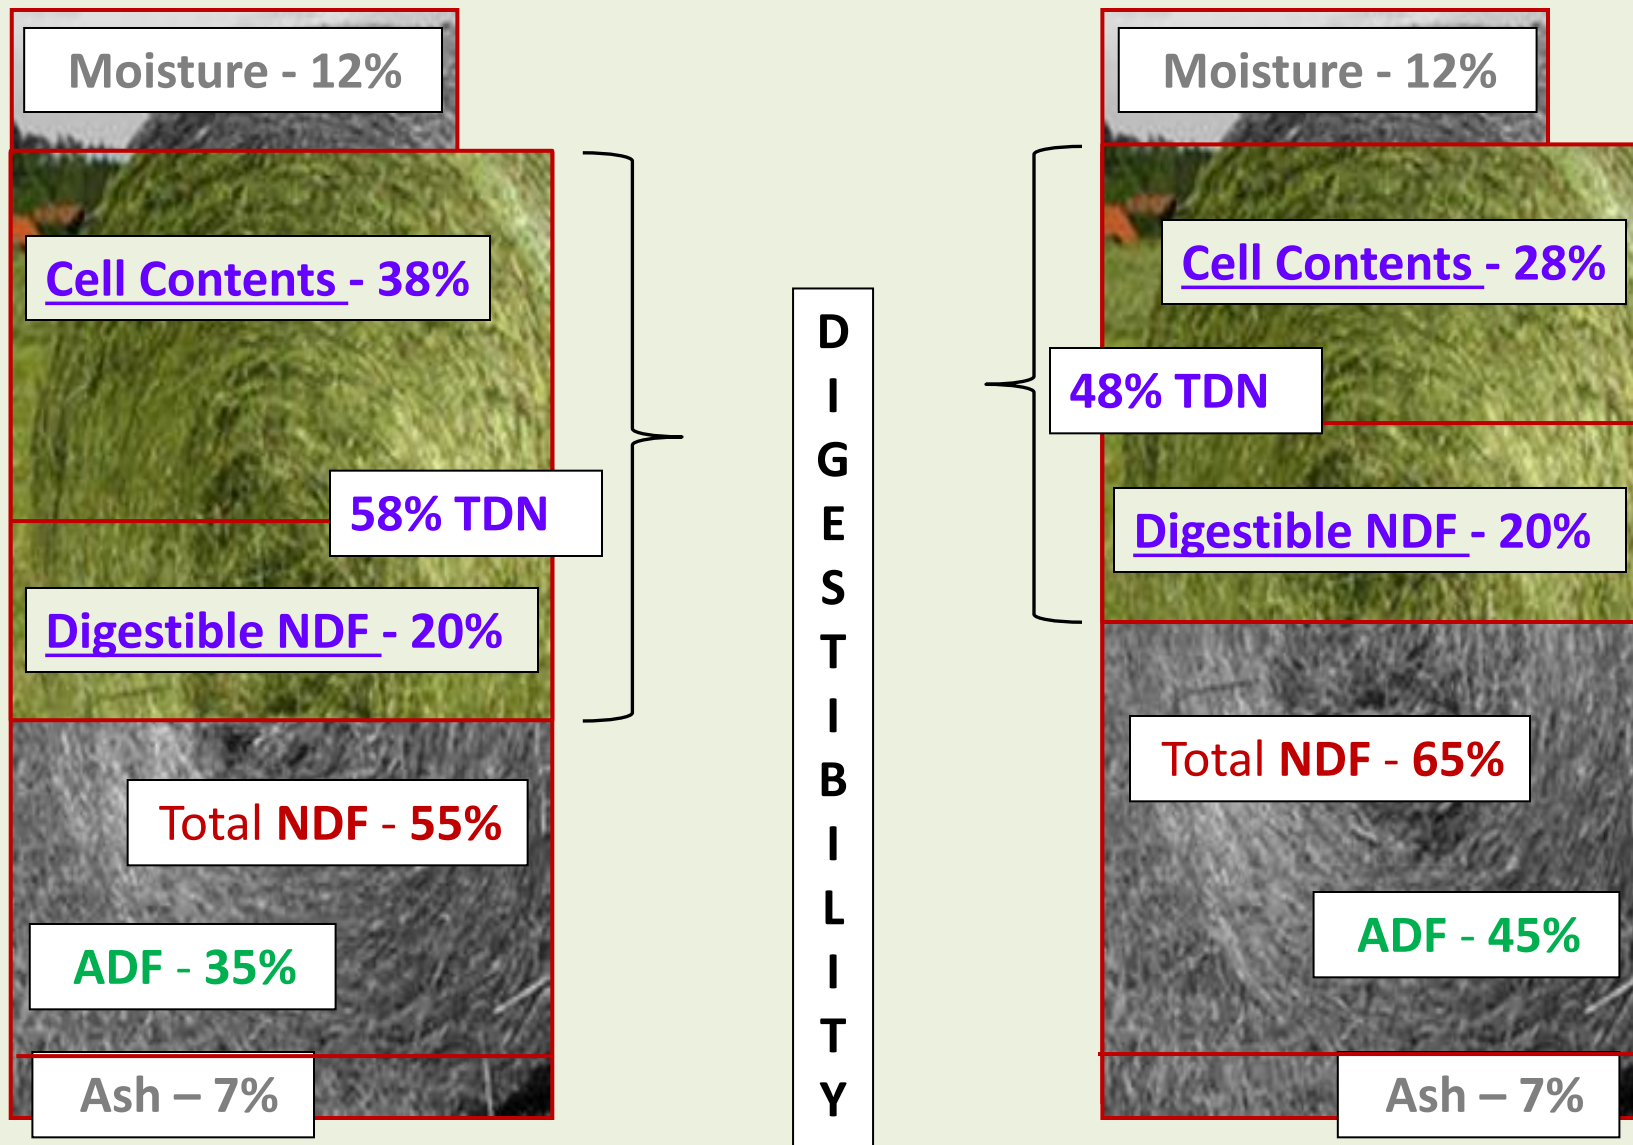 Moisture - 12%
Cell Contents - 38%
58% TDN
Digestible NDF - 20%
Total NDF - 55%
ADF - 35%
Ash – 7%
D
I
G
E
S
T
I
B
I
L
I
T
Y
Moisture - 12%
Cell Contents - 28%
48% TDN
Digestible NDF - 20%
Total NDF - 65%
ADF - 45%
Ash – 7%